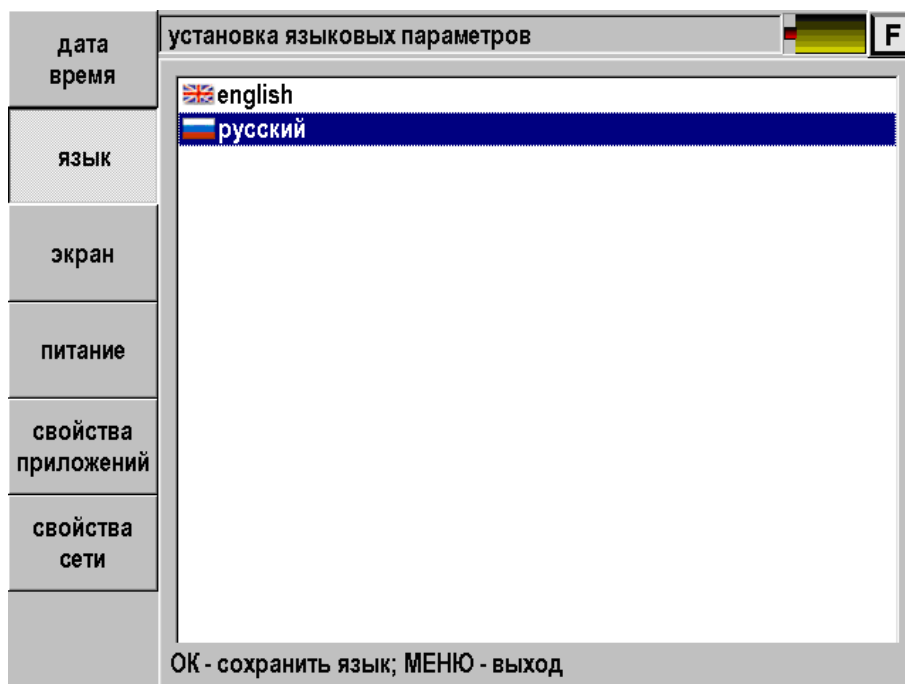 дата
время
язык
экран
питание
свойства
приложений
свойства
сети
установка языковых параметров
F
english
русский
ОК - сохранить язык; МЕНЮ - выход